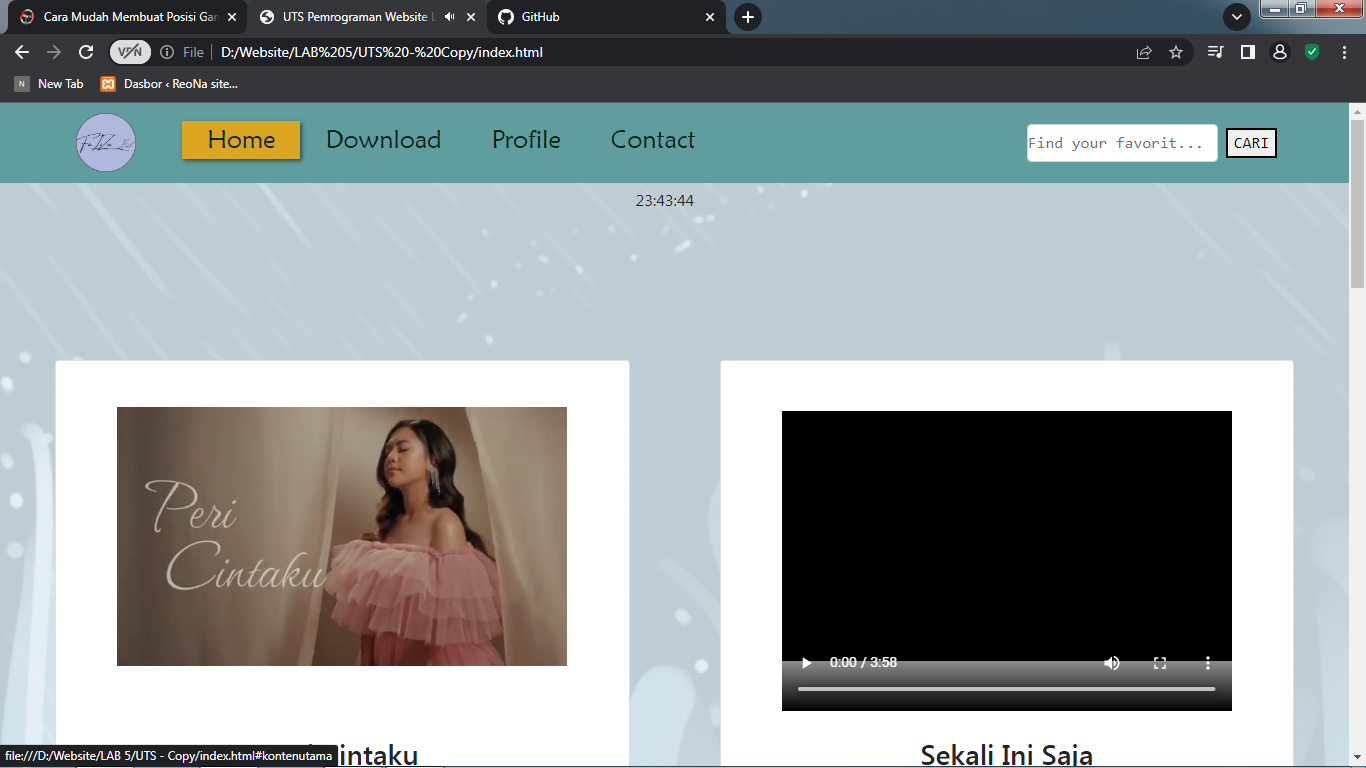 Cara Mudah Membuat Posisi Gam
UTS Pemrograman Website L
GitHub
VPN
File
D:/Website/LAB%205/UTS%20-%20Copy/index.html
N New Tab
Dasbor ‹ ReoNa site...
Home Download Profile Contact
Find your favorit...
CARI
23:43:44
Peri
Cintaku
0:00 / 3:58
intaku
Sekali Ini Saja
file:///D:/Website/LAB 5/UTS - Copy/index.html#kontenutama